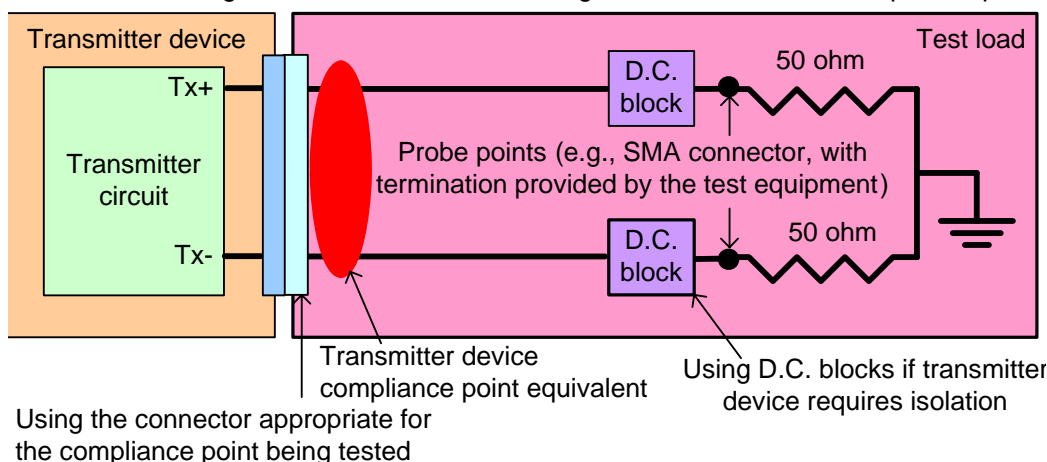 Transmitter device
Test load
Tx+
D.C.
block
50 ohm
Transmitter
circuit
Probe points (e.g., SMA connector, with
termination provided by the test equipment)
Tx-
D.C.
block
50 ohm
Transmitter device
compliance point equivalent
Using D.C. blocks if transmitter
device requires isolation
Using the connector appropriate for
the compliance point being tested